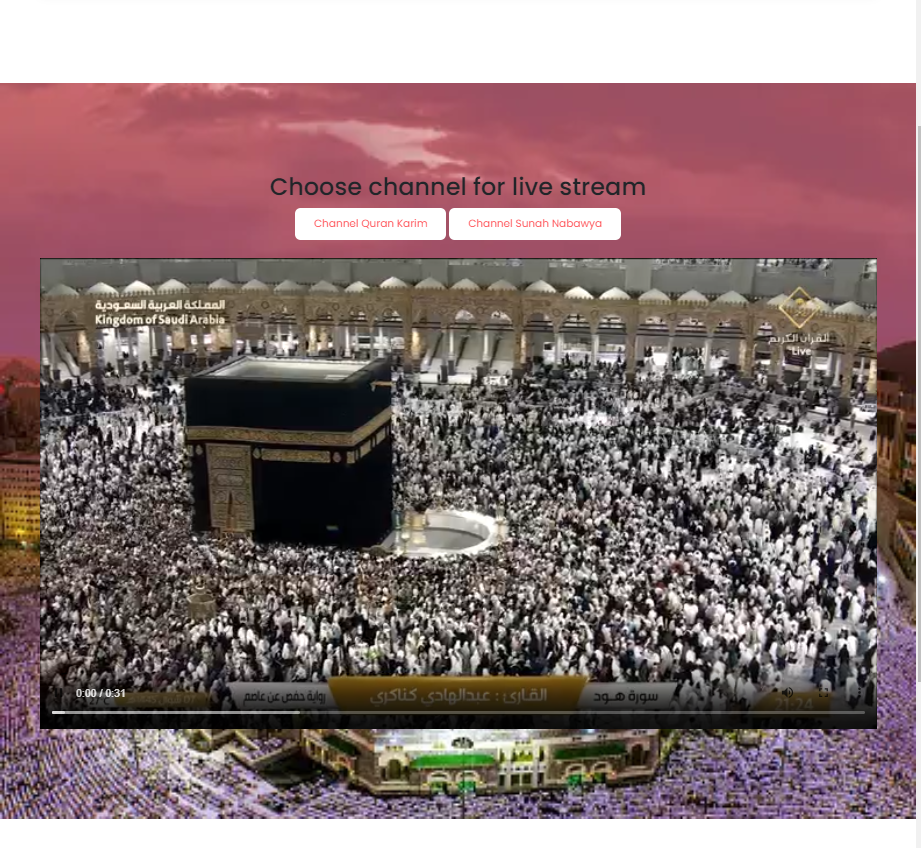 Choose channel for live stream
Channel Quran Karim
Channel Sunah Nabawya
المملكة العربية السعودية
Kingdom of Saudi Arabia
القرآن الكريم
Live
0:00 / 0:31
رواية حفص عن عاصم
القارئ : عبدالهادي كناكري
سورة هود
21:24